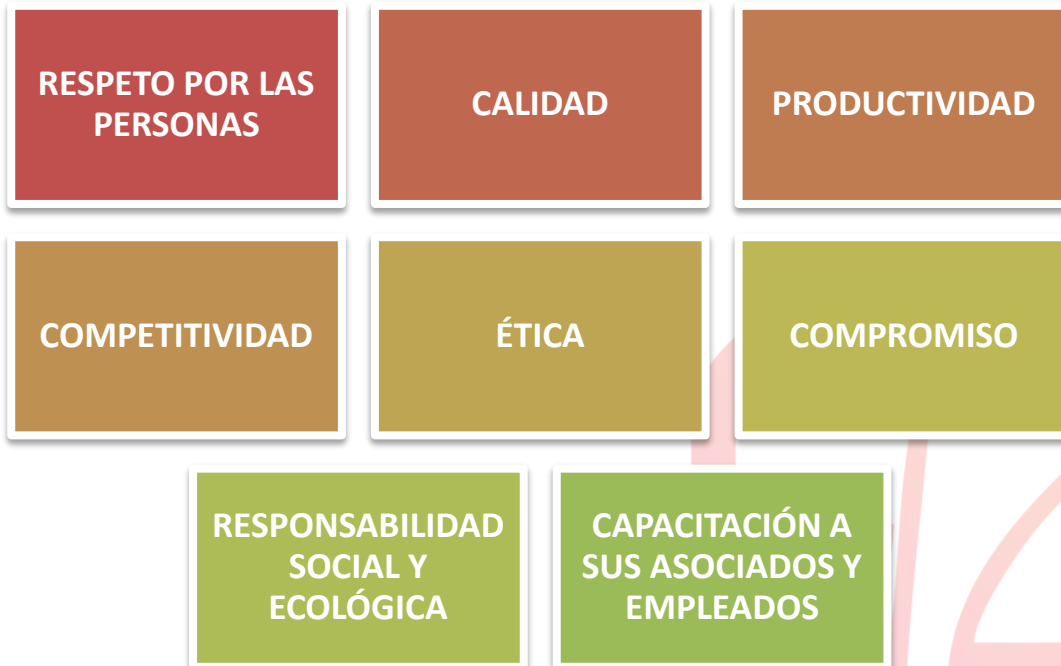 RESPETO POR LAS
PERSONAS
CALIDAD
PRODUCTIVIDAD
COMPETITIVIDAD
ÉTICA
COMPROMISO
RESPONSABILIDAD
SOCIAL Y
ECOLÓGICA
CAPACITACIÓN A
SUS ASOCIADOS Y
EMPLEADOS